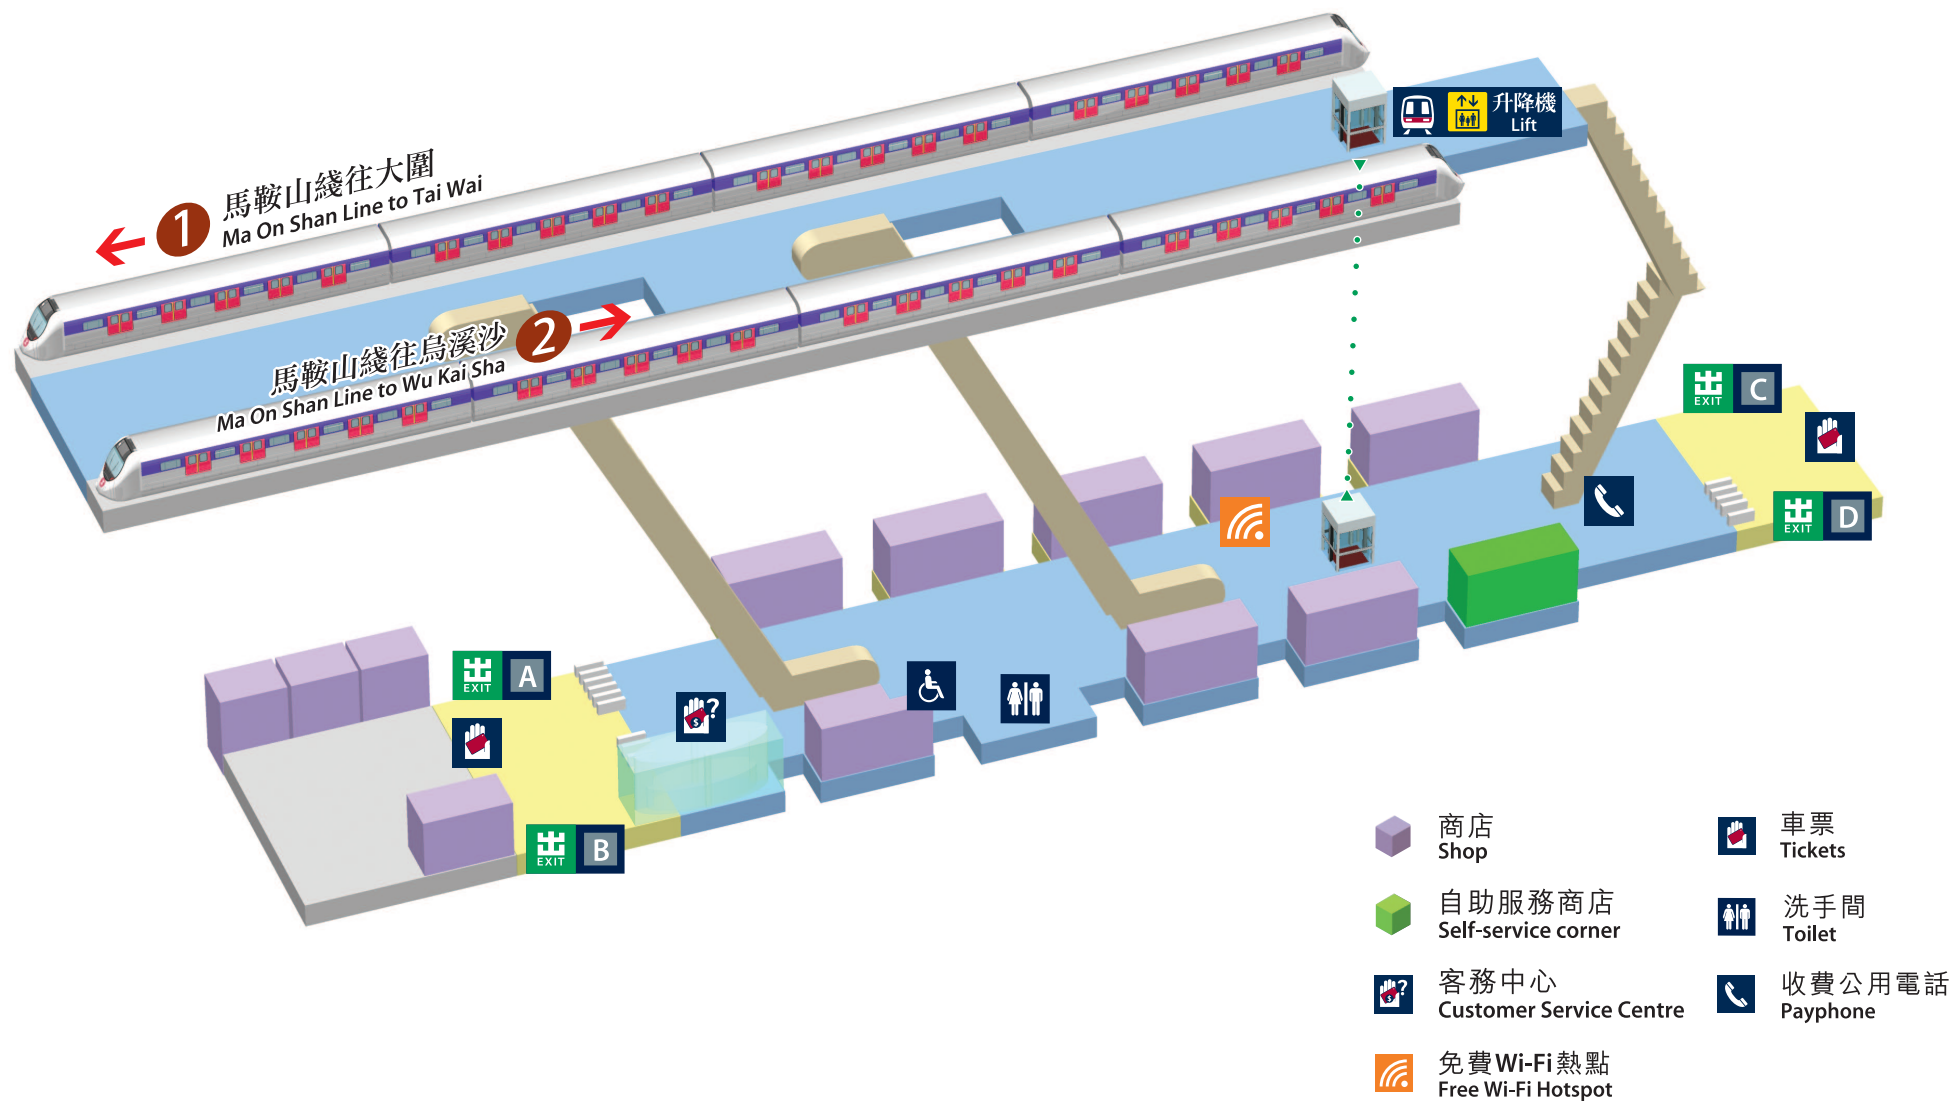 升降機
Lift
1
馬鞍山綫往大圍
Ma On Shan Line to Tai Wai
2
馬鞍山綫往烏溪沙
Ma On Shan Line to Wu Kai Sha
EXIT
C
EXIT
D
EXIT
A
?
$
EXIT
B
商店
Shop
車票
Tickets
自助服務商店
Self-service corner
洗手間
Toilet
?
客務中心
Customer Service Centre
收費公用電話
Payphone
免費Wi-Fi熱點
Free Wi-Fi Hotspot